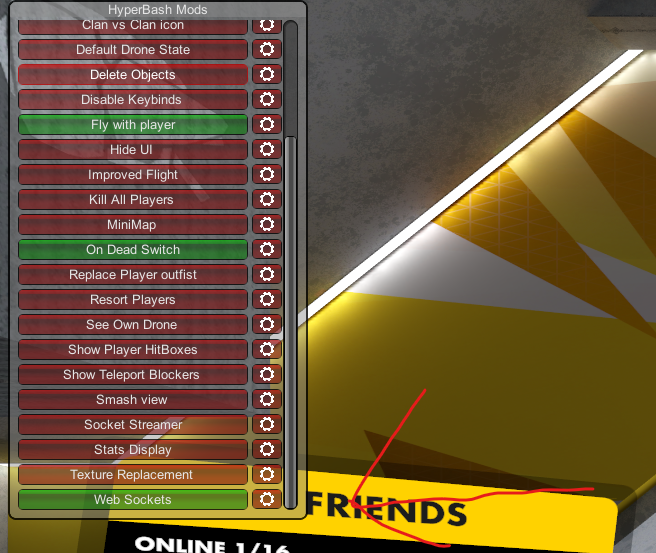 HyperBash Mods
Clan vs Clan icon
Default Drone State
Delete Objects
Disable Keybinds
Fly with player
Hide UI
Improved Flight
Kill All Players
MiniMap
On Dead Switch
Replace Player outfist
Resort Players
See Own Drone
Show Player HitBoxes
Show Teleport Blockers
Smash view
Socket Streamer
Stats Display
Texture Replacement
Web Sockets
FRIENDS
ONLINE 1/16